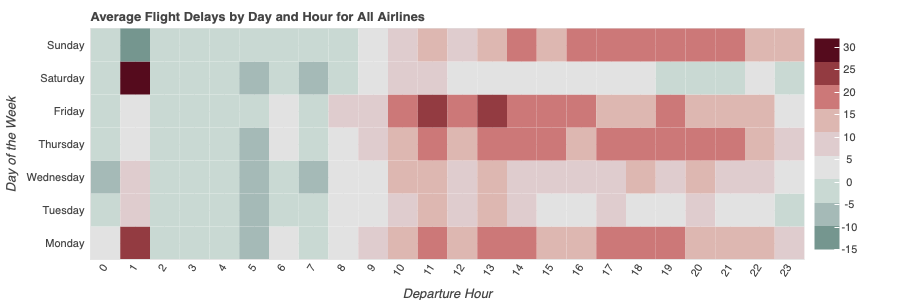 Average Flight Delays by Day and Hour for All Airlines
Day of the Week
Sunday
Saturday
Friday
Thursday
Wednesday
Tuesday
Monday
0 1 2 3 4 5 6 7 8 9 10 11 12 13 14 15 16 17 18 19 20 21 22 23
Departure Hour
30
25
20
15
10
5
0
-5
-10
-15